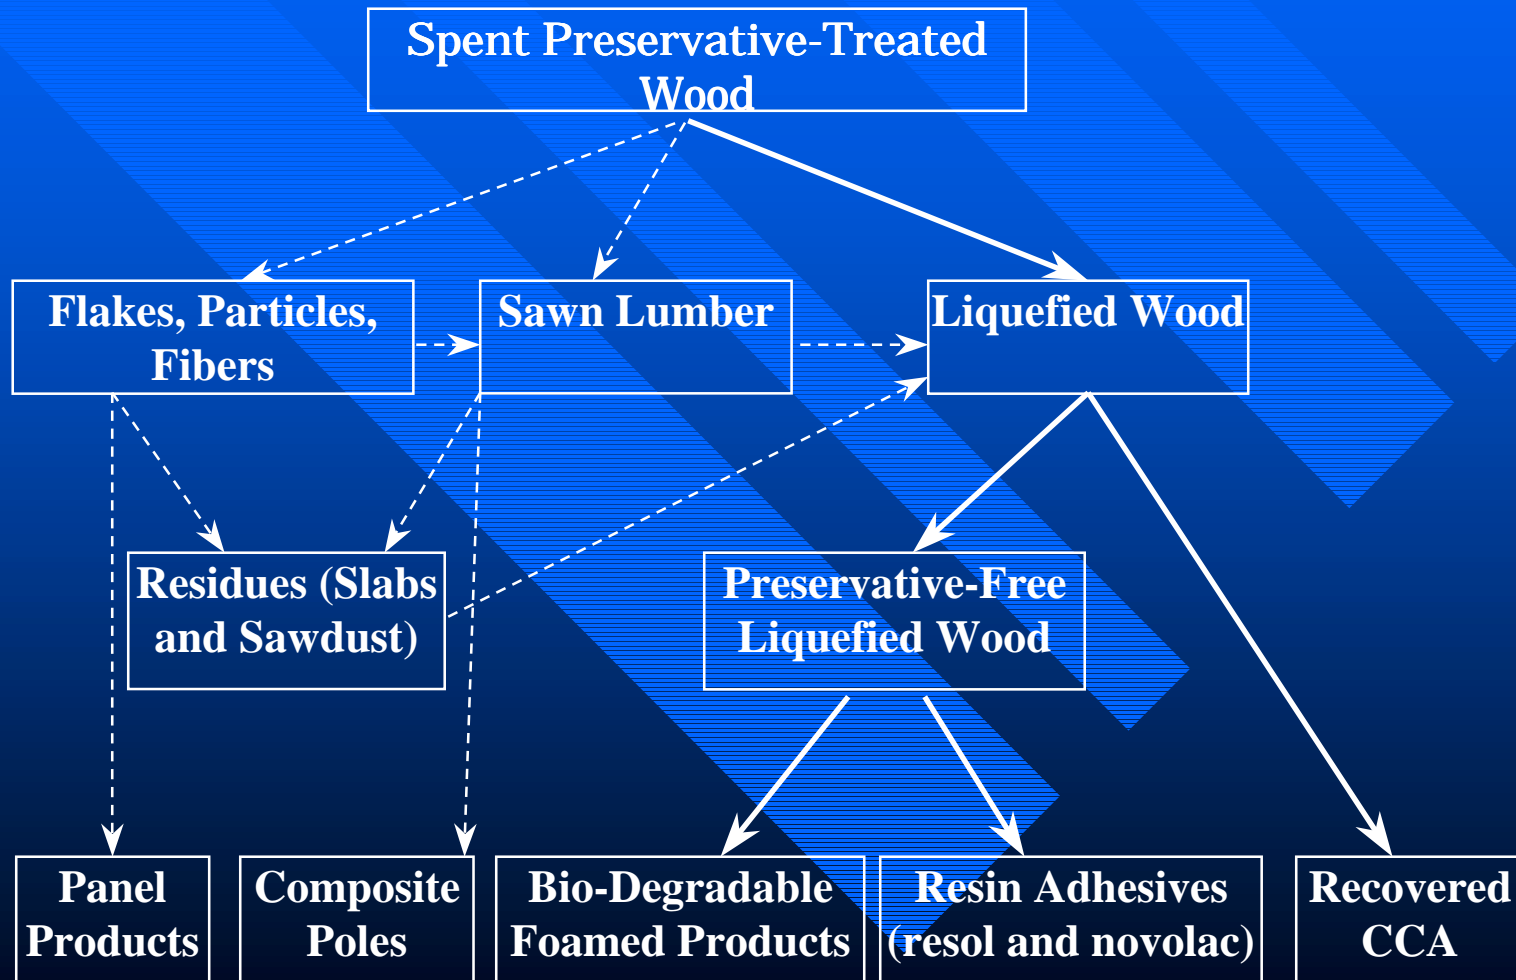 Spent Preservative-Treated
Wood
Flakes, Particles,
Fibers
Sawn Lumber
Liquefied Wood
Residues (Slabs
and Sawdust)
Preservative-Free
Liquefied Wood
Panel
Products
Composite
Poles
Bio-Degradable
Foamed Products
Resin Adhesives
(resol and novolac)
Recovered
CCA